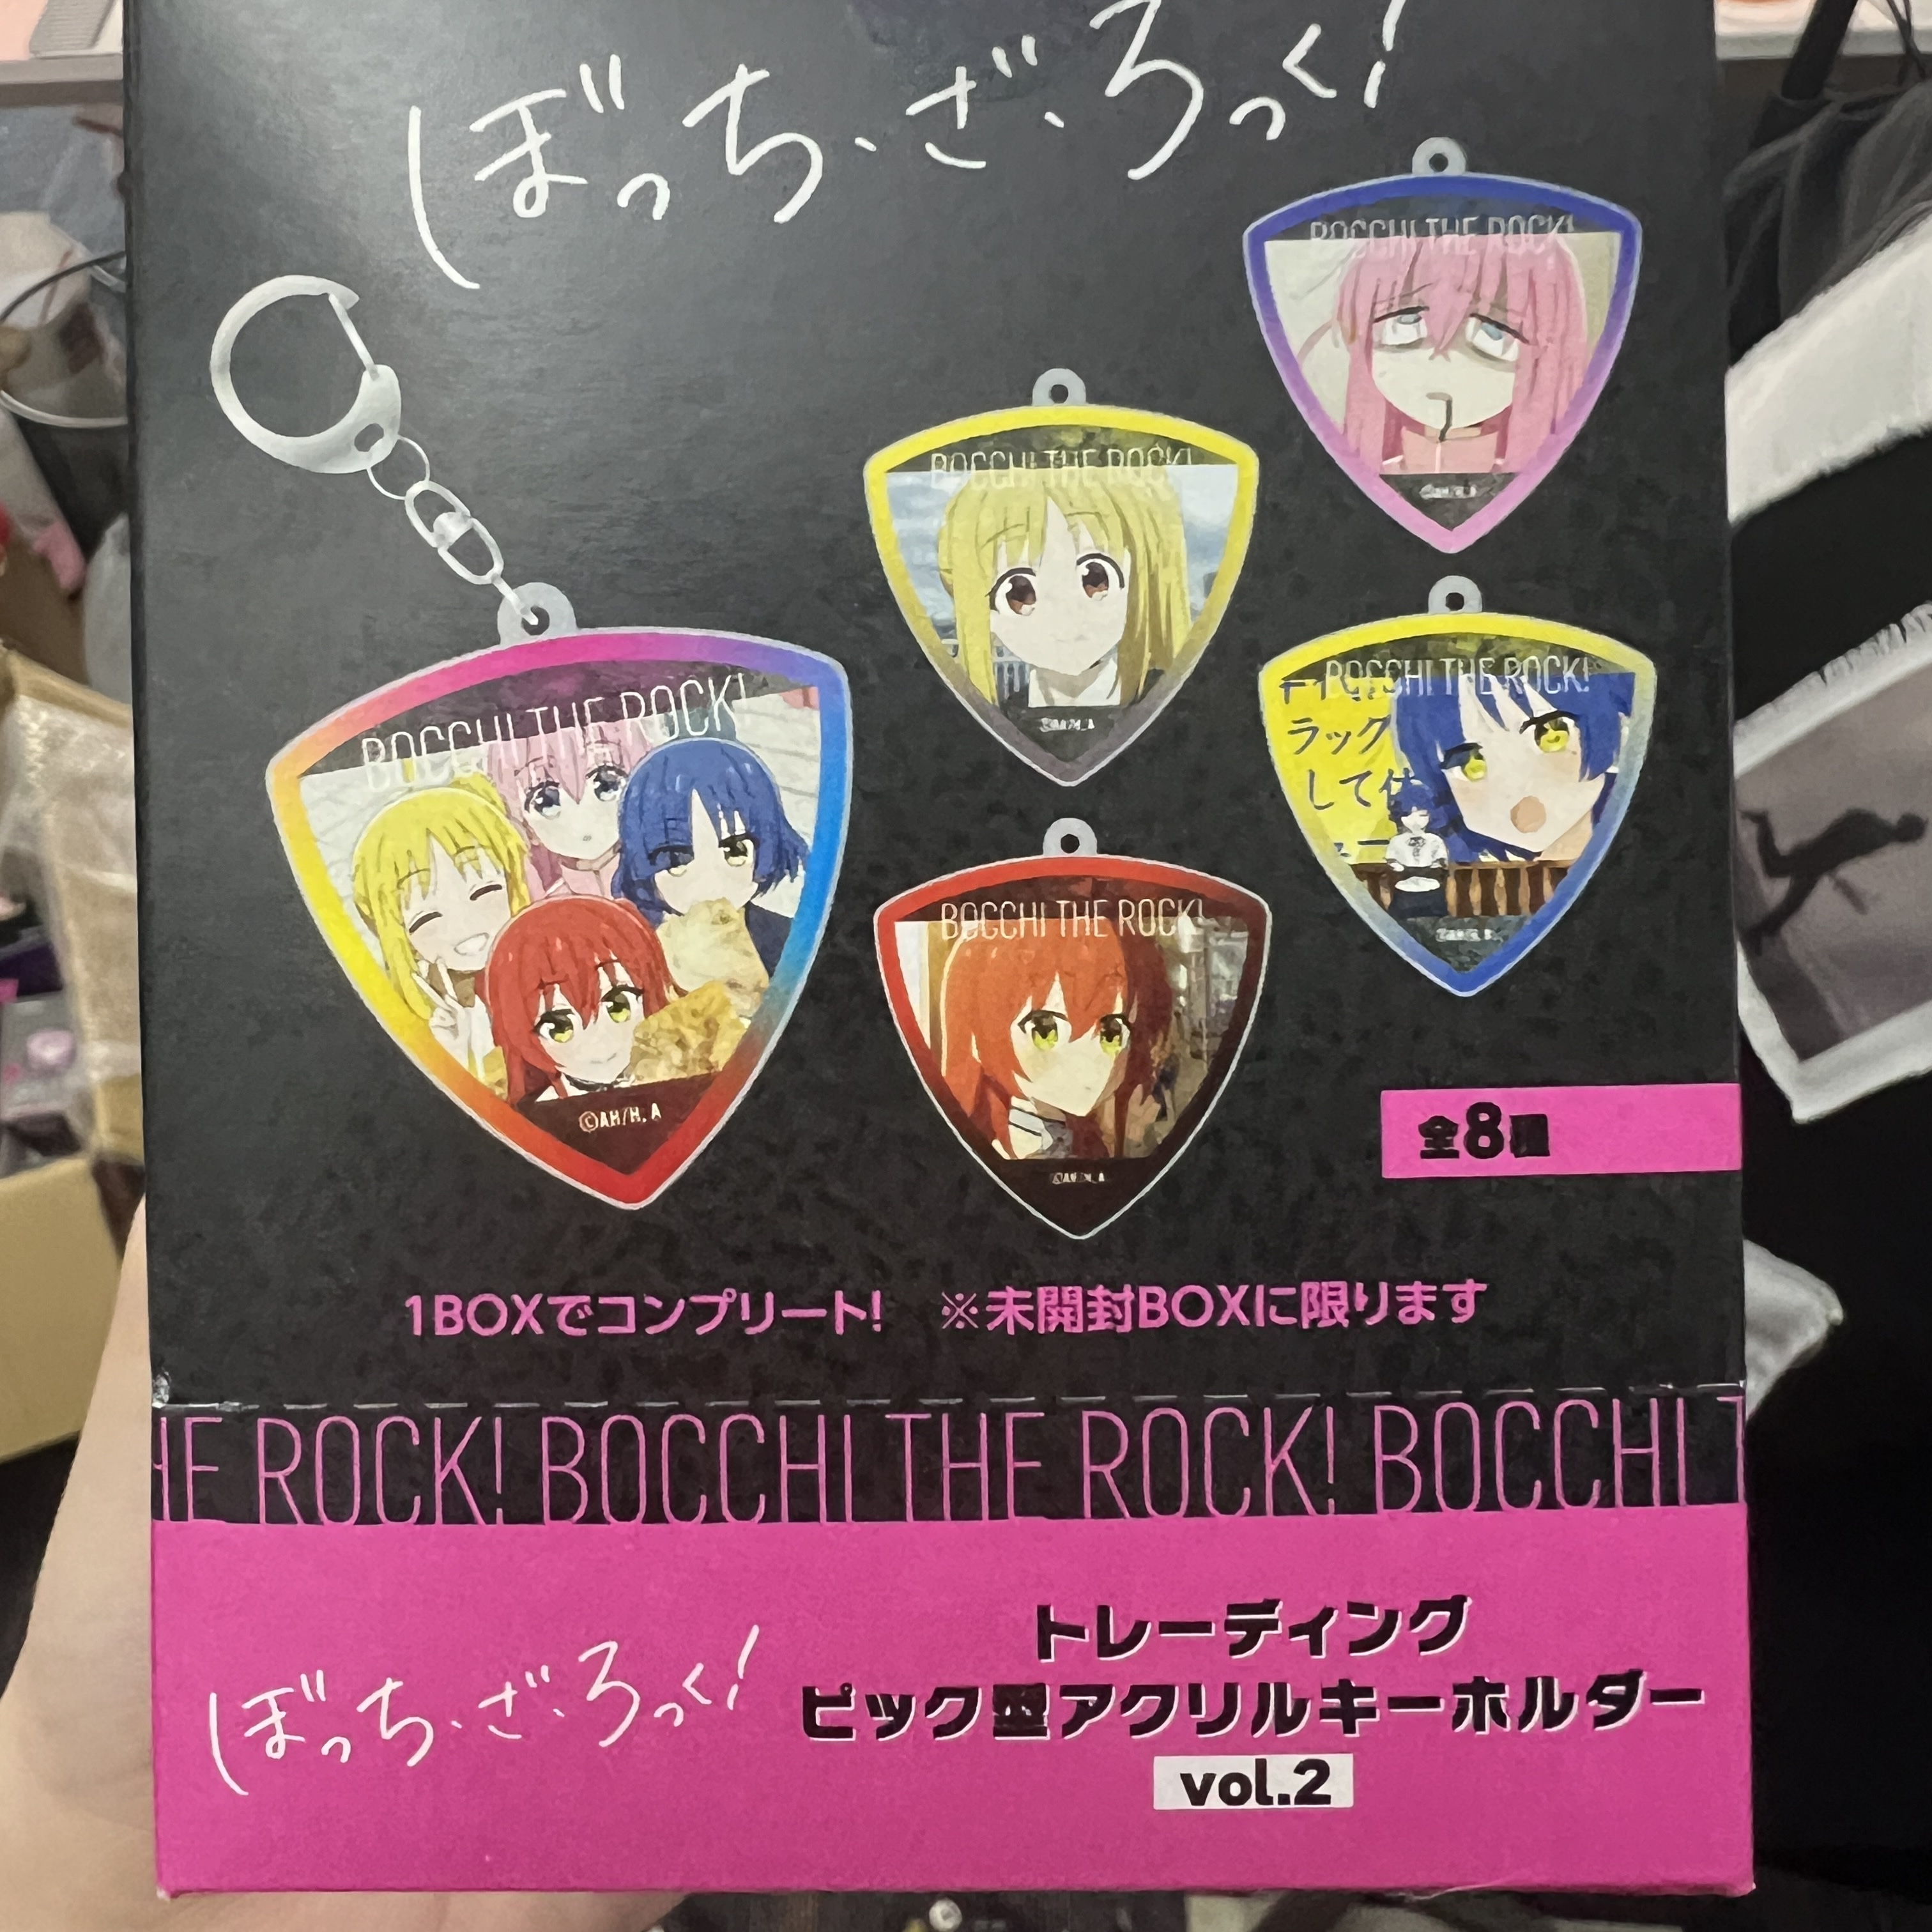 ぼっち・ざ・ろっく!
BOCCHI THE ROCK!
BOCCHI THE ROCK!
BOCCHI THE ROCK!
©AH/H, A
BOCCHI THE ROCK!
ラック
して
BOCCHI THE ROCK!
©AH/H, A
全8種
1BOXでコンプリート! ※未開封BOXに限ります
HE ROCK! BOCCHI THE ROCK! BOCCHI T
ぼっち・ざ・ろっく!
トレーディング
ピック型アクリルキーホルダー
vol.2